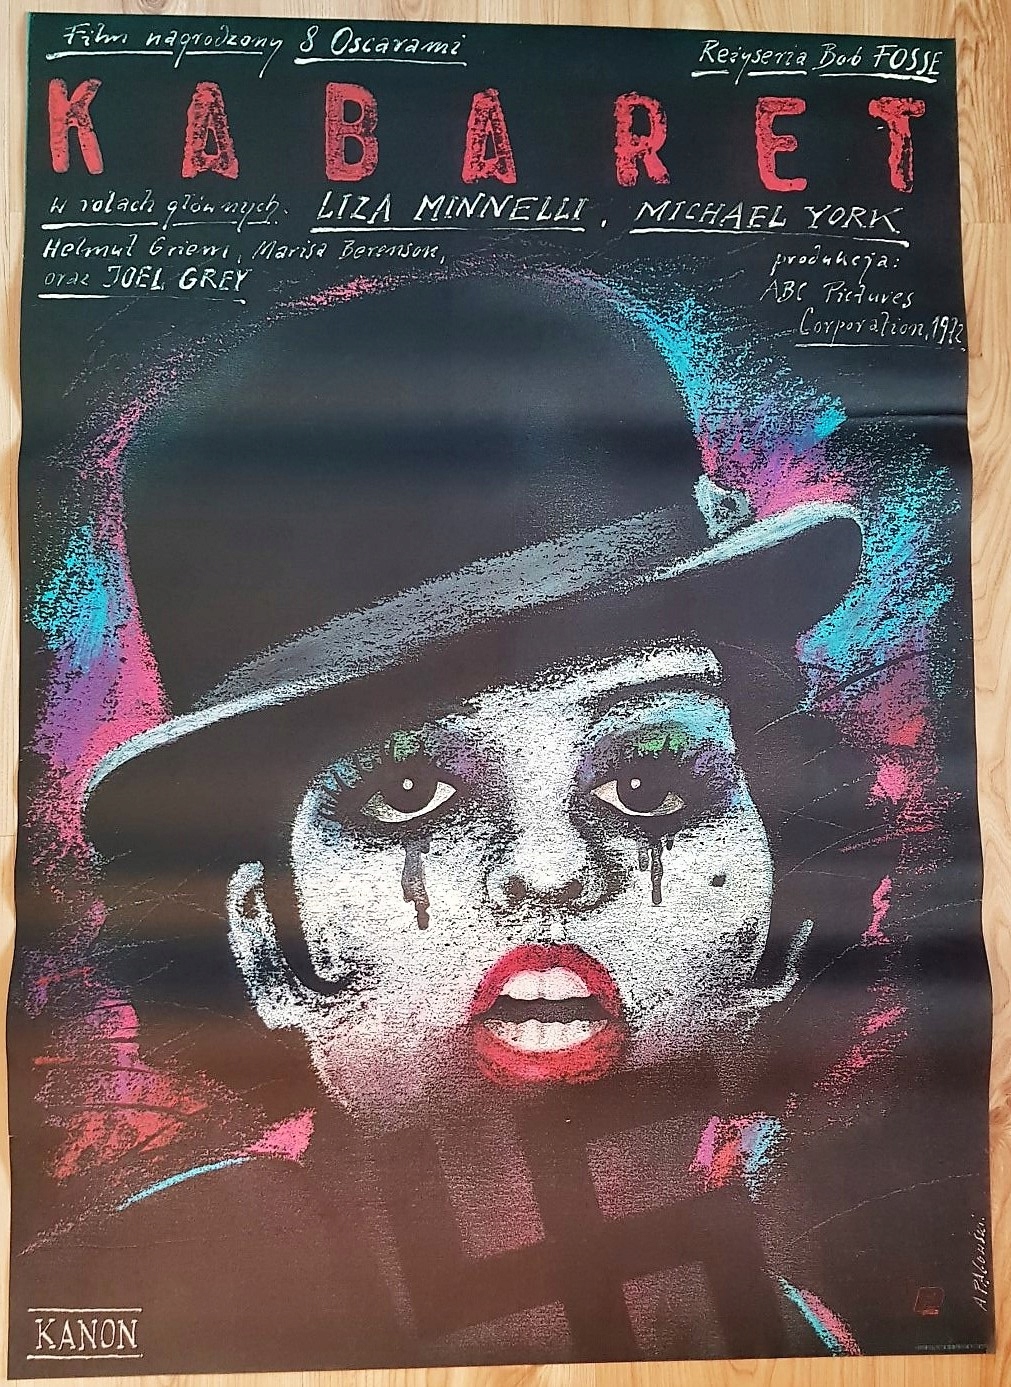 Film nagrodzony 8 Oscarami
Reżyseria Bob FOSSE
KABARET
w rolach głównych: LIZA MINNELLI, MICHAEL YORK
Helmut Griem, Marisa Berenson,
oraz JOEL GREY
produkcja:
ABC Pictures
Corporation, 1972
KANON